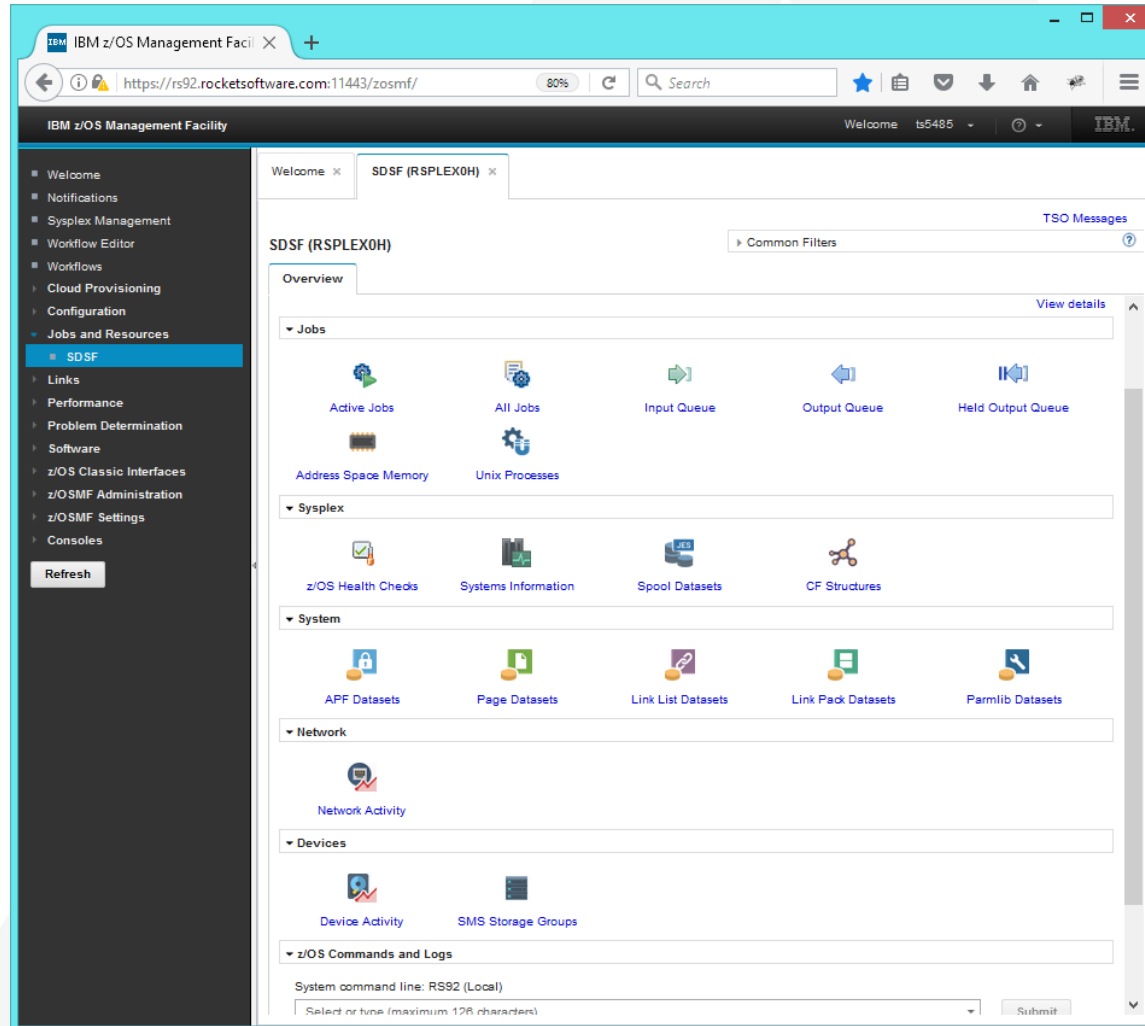 IBM IBM z/OS Management Facil
https://rs92.rocketsoftware.com:11443/zosmf/ 80% Search
IBM z/OS Management Facility Welcome ts5485 IBM.
Welcome
Notifications
Sysplex Management
Workflow Editor
Workflows
Cloud Provisioning
Configuration
Jobs and Resources
SDSF
Links
Performance
Problem Determination
Software
z/OS Classic Interfaces
z/OSMF Administration
z/OSMF Settings
Consoles
Refresh
Welcome SDSF (RSPLEX0H)
TSO Messages
SDSF (RSPLEX0H) Common Filters
Overview
View details
Jobs
Active Jobs All Jobs Input Queue Output Queue Held Output Queue
Address Space Memory Unix Processes
Sysplex
JES
z/OS Health Checks Systems Information Spool Datasets CF Structures
System
APF Datasets Page Datasets Link List Datasets Link Pack Datasets Parmlib Datasets
Network
Network Activity
Devices
Device Activity SMS Storage Groups
z/OS Commands and Logs
System command line: RS92 (Local)
Select or type (maximum 126 characters) Submit